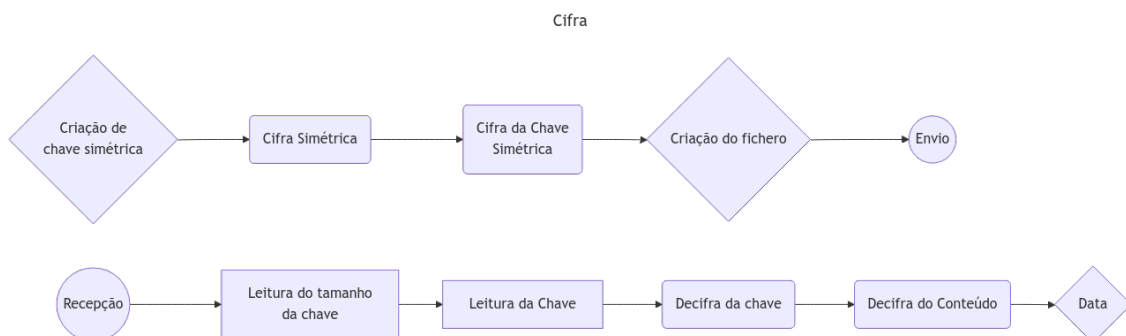 Cifra
Criação de
chave simétrica
Cifra Simétrica
Cifra da Chave
Simétrica
Criação do fichero
Envio
Recepção
Leitura do tamanho
da chave
Leitura da Chave
Decifra da chave
Decifra do Conteúdo
Data